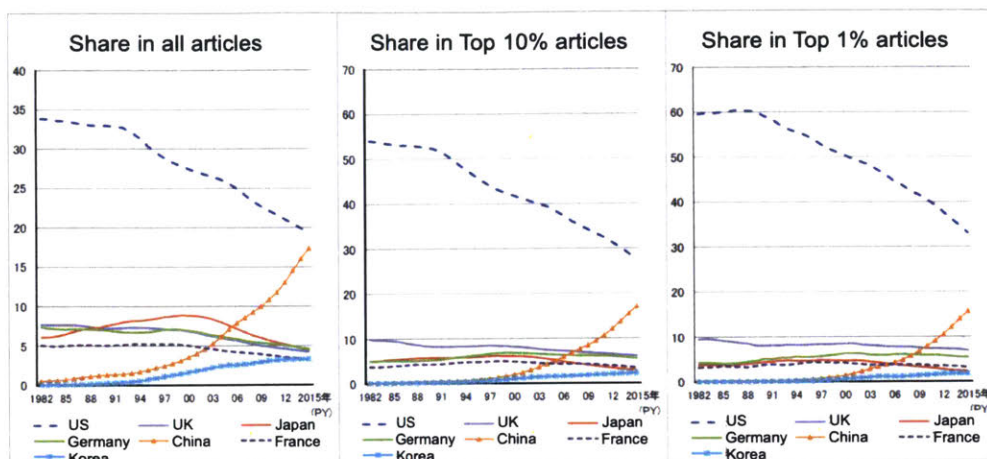 Share in all articles
40
35
30
25
20
15
10
5
0
1982 85 88 91 94 97 00 03 06 09 12 2015年
(PY)
US UK Japan
Germany China France
Korea
Share in Top 10% articles
70
60
50
40
30
20
10
0
1982 85 88 91 94 97 00 03 06 09 12 2015年
(PY)
US UK Japan
Germany China France
Korea
Share in Top 1% articles
70
60
50
40
30
20
10
0
1982 85 88 91 94 97 00 03 06 09 12 2015年
(PY)
US UK Japan
Germany China France
Korea